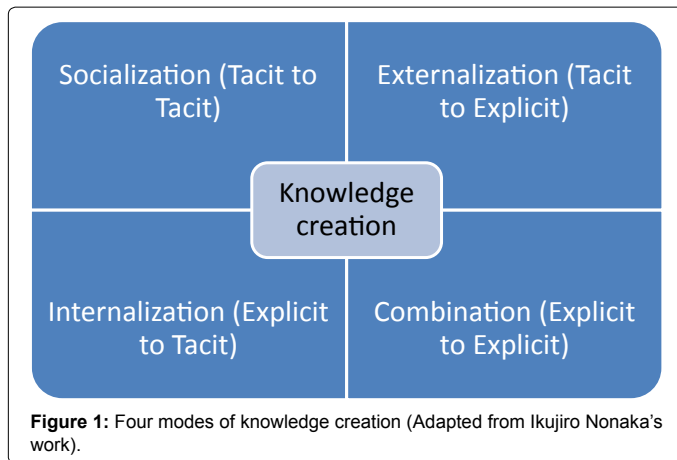 Socialization (Tacit to
Tacit)
Externalization (Tacit
to Explicit)
Knowledge
creation
Internalization (Explicit
to Tacit)
Combination (Explicit
to Explicit)
Figure 1: Four modes of knowledge creation (Adapted from Ikujiro Nonaka's
work).